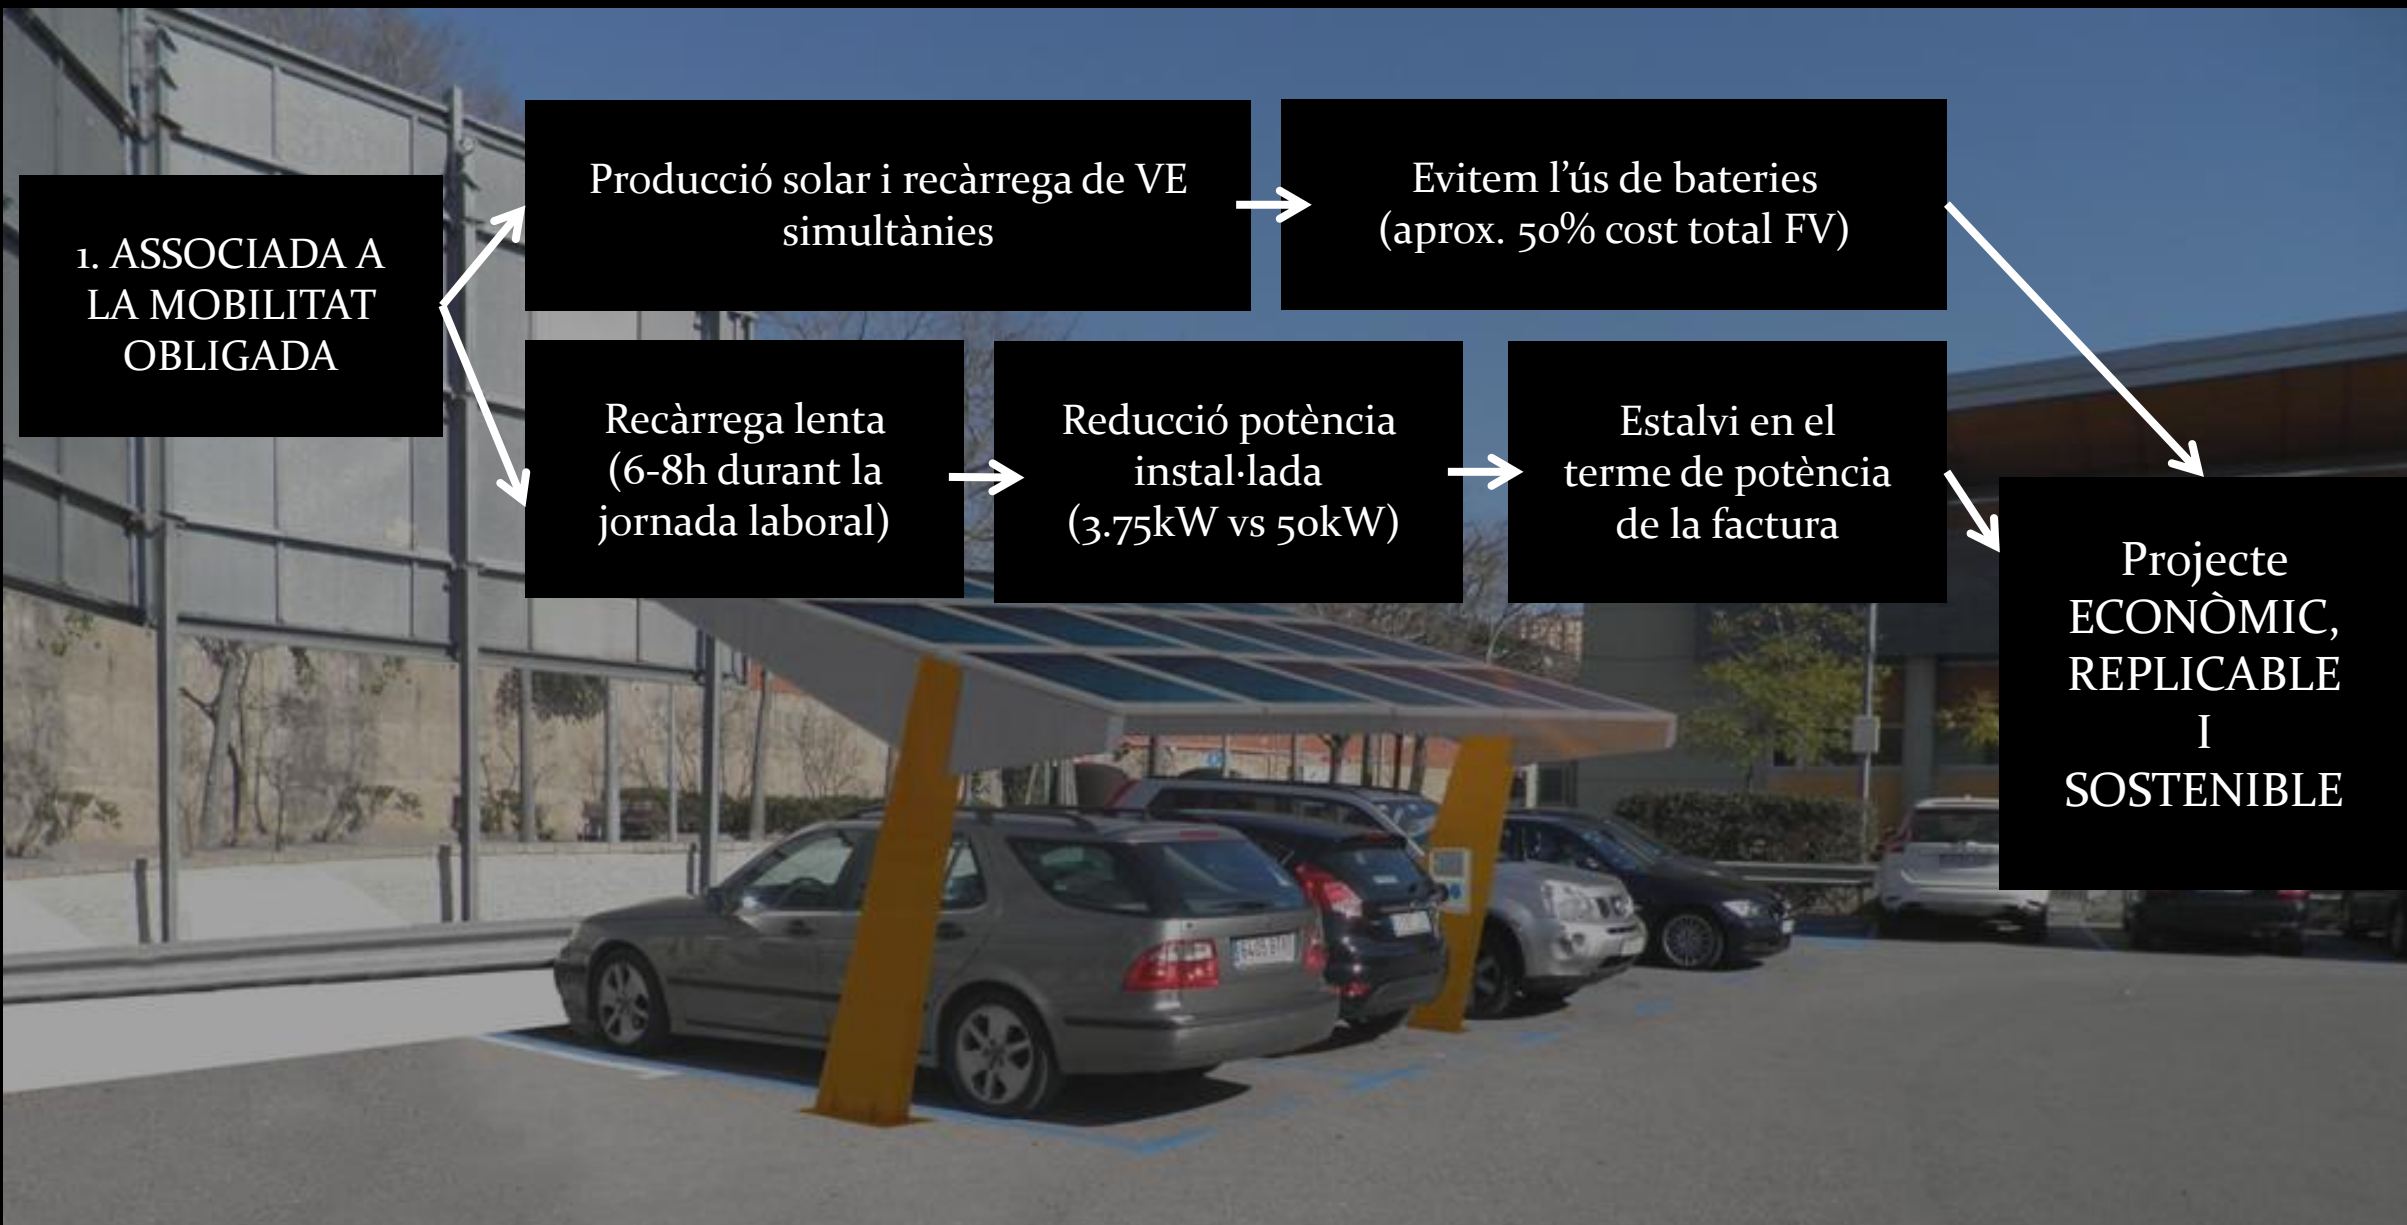 1. ASSOCIADA A
LA MOBILITAT
OBLIGADA
Producció solar i recàrrega de VE
simultànies
Evitem l'ús de bateries
(aprox. 50% cost total FV)
Recàrrega lenta
(6-8h durant la
jornada laboral)
Reducció potència
instal·lada
(3.75kW vs 50kW)
Estalvi en el
terme de potència
de la factura
Projecte
ECONÒMIC,
REPLICABLE
I
SOSTENIBLE